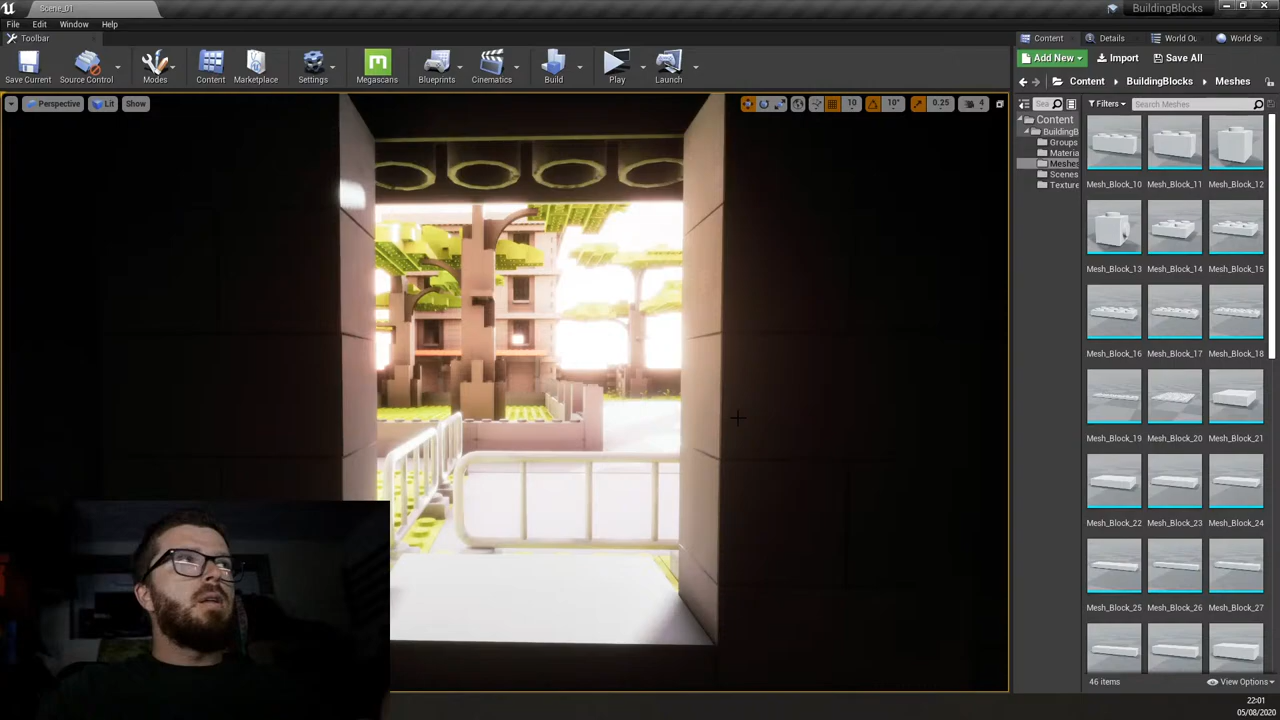 Scene_01
BuildingBlocks
File Edit Window Help
Toolbar
Content Details World Ou World Se
Save Current Source Control Modes Content Marketplace Settings Megascans Blueprints Cinematics Build Play Launch
Add New Import Save All
Content BuildingBlocks Meshes
Perspective Lit Show
10 10° 0.25 4
Sea Filters Search Meshes
Content
BuildingB
Groups
Materia
Meshes
Scenes
Texture
Mesh_Block_10 Mesh_Block_11 Mesh_Block_12
Mesh_Block_13 Mesh_Block_14 Mesh_Block_15
Mesh_Block_16 Mesh_Block_17 Mesh_Block_18
Mesh_Block_19 Mesh_Block_20 Mesh_Block_21
Mesh_Block_22 Mesh_Block_23 Mesh_Block_24
Mesh_Block_25 Mesh_Block_26 Mesh_Block_27
46 items View Options
22:01
05/08/2020